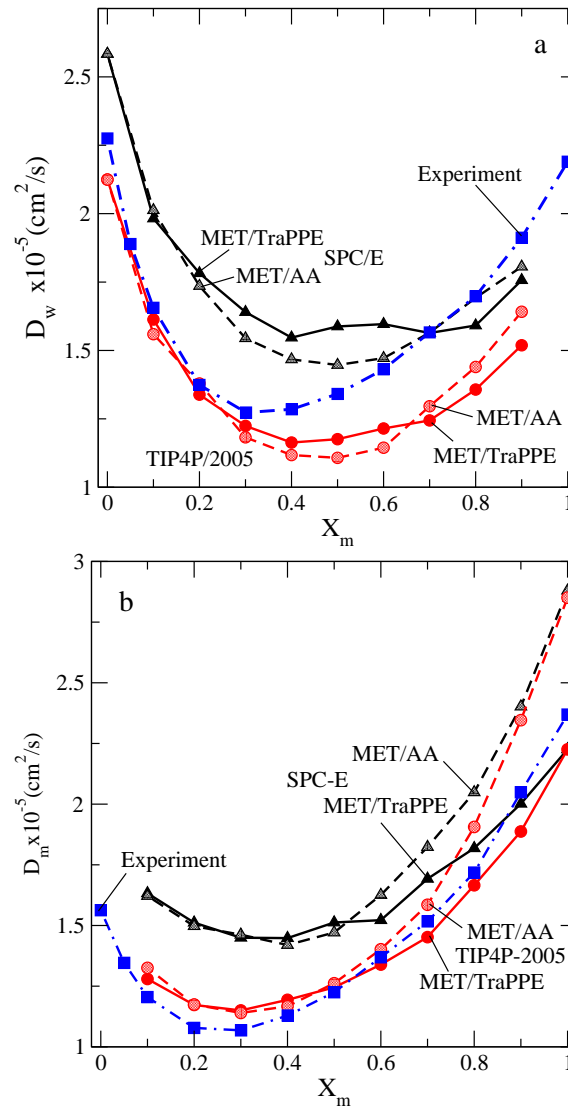 a
2.5
2
1.5
1
D_w x10^-5 (cm^2/s)
Experiment
MET/TraPPE
SPC/E
MET/AA
MET/AA
TIP4P/2005
MET/TraPPE
0 0.2 0.4 0.6 0.8 1
X_m
b
3
2.5
2
1.5
1
D_m x10^-5 (cm^2/s)
MET/AA
SPC-E
MET/TraPPE
Experiment
MET/AA
TIP4P-2005
MET/TraPPE
0 0.2 0.4 0.6 0.8 1
X_m